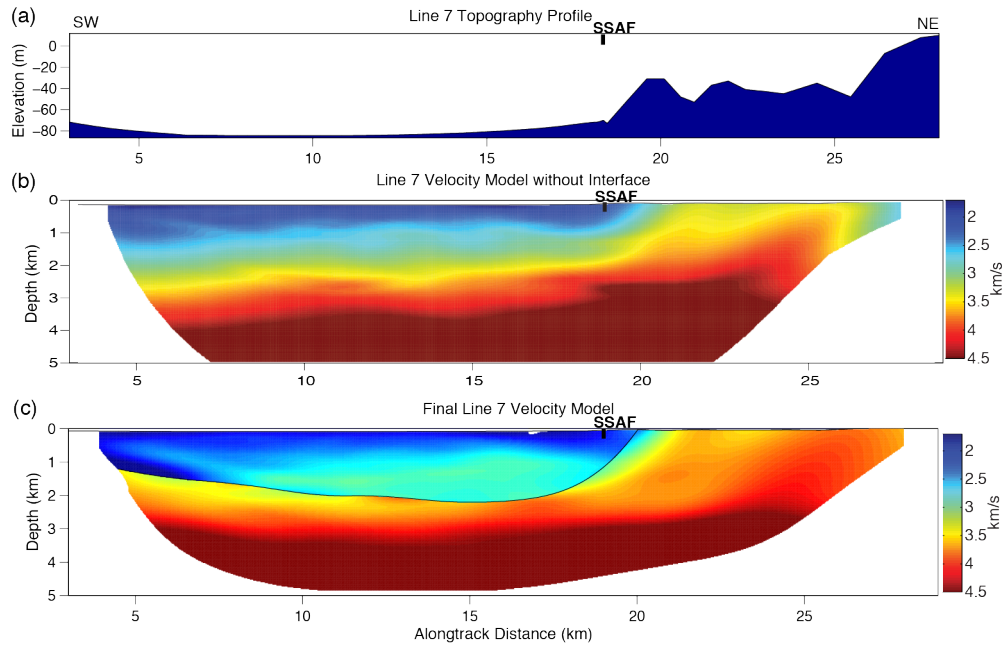 (a)
Line 7 Topography Profile
SW
SSAF
NE
Elevation (m)
0
−20
−40
−60
−80
5
10
15
20
25
(b)
Line 7 Velocity Model without Interface
SSAF
Depth (km)
0
1
2
3
4
5
5
10
15
20
25
2
2.5
3
3.5
4
4.5
km/s
(c)
Final Line 7 Velocity Model
SSAF
Depth (km)
0
1
2
3
4
5
5
10
15
20
25
Alongtrack Distance (km)
2
2.5
3
3.5
4
4.5
km/s